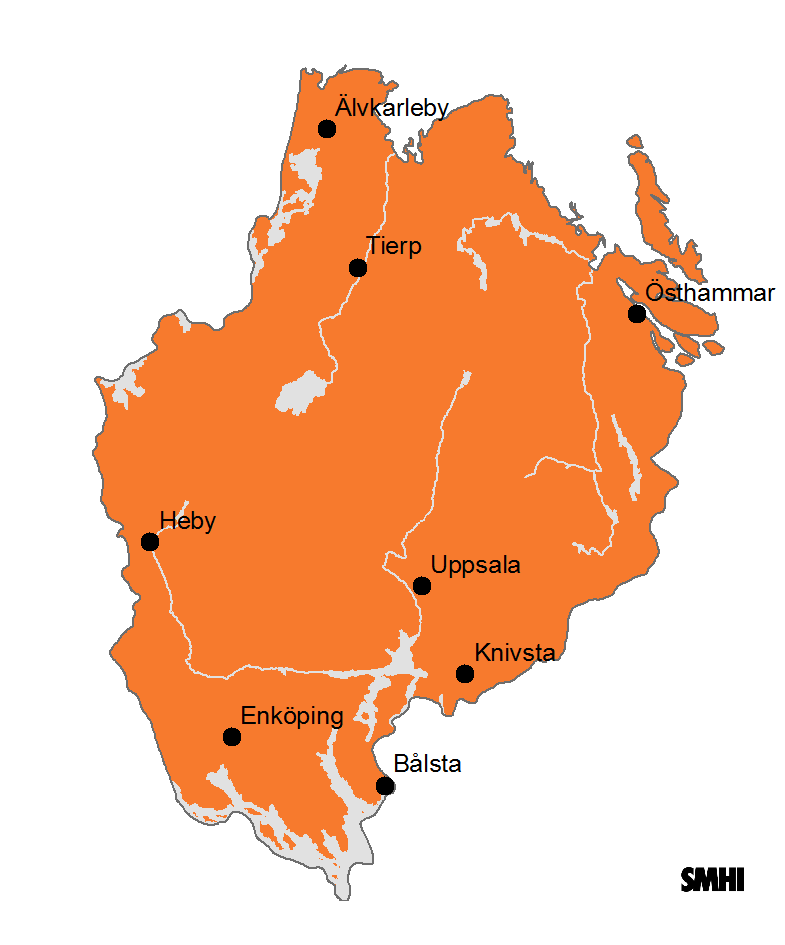 Älvkarleby
Tierp
Östhammar
Heby
Uppsala
Knivsta
Enköping
Bålsta
SMHI